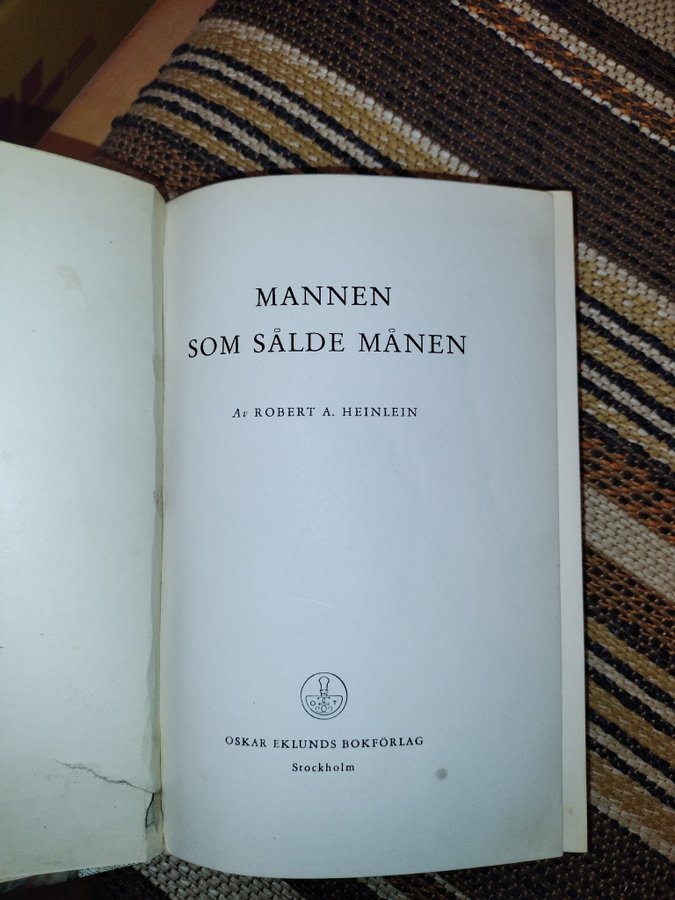 MANNEN
SOM SÅLDE MÅNEN
Av ROBERT A. HEINLEIN
OSKAR EKLUNDS BOKFÖRLAG
Stockholm